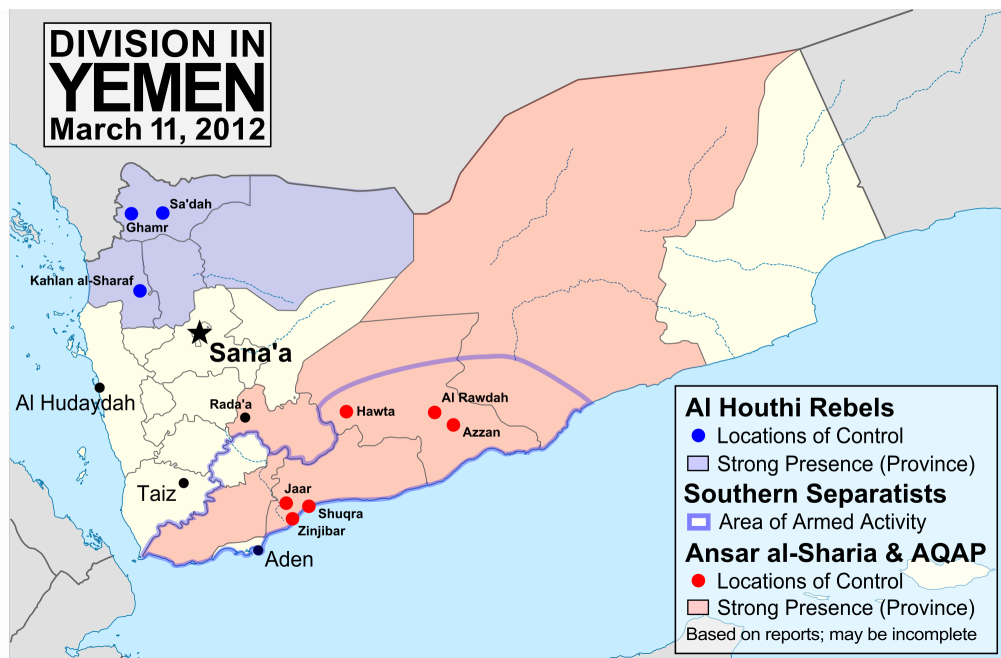 DIVISION IN
YEMEN
March 11, 2012
Sa'dah
Ghamr
Kahlan al-Sharaf
Sana'a
Al Hudaydah
Rada'a
Hawta
Al Rawdah
Azzan
Taiz
Jaar
Shuqra
Zinjibar
Aden
Al Houthi Rebels
Locations of Control
Strong Presence (Province)
Southern Separatists
Area of Armed Activity
Ansar al-Sharia & AQAP
Locations of Control
Strong Presence (Province)
Based on reports; may be incomplete